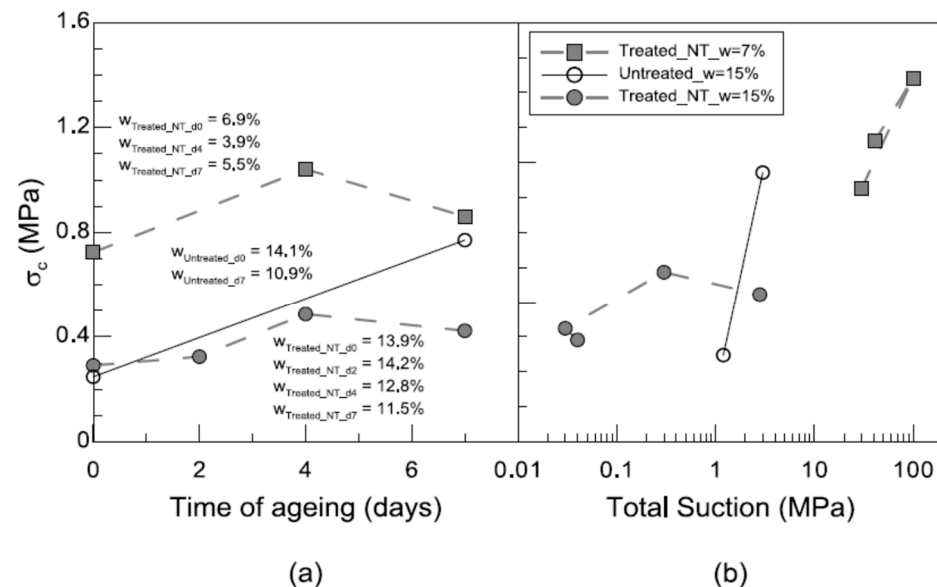 1.6
1.2
0.8
0.4
0
σc (MPa)
wTreated_NT_d0 = 6.9%
wTreated_NT_d4 = 3.9%
wTreated_NT_d7 = 5.5%
wUntreated_d0 = 14.1%
wUntreated_d7 = 10.9%
wTreated_NT_d0 = 13.9%
wTreated_NT_d2 = 14.2%
wTreated_NT_d4 = 12.8%
wTreated_NT_d7 = 11.5%
0 2 4 6
Time of ageing (days)
(a)
Treated_NT_w=7%
Untreated_w=15%
Treated_NT_w=15%
0.01 0.1 1 10 100
Total Suction (MPa)
(b)